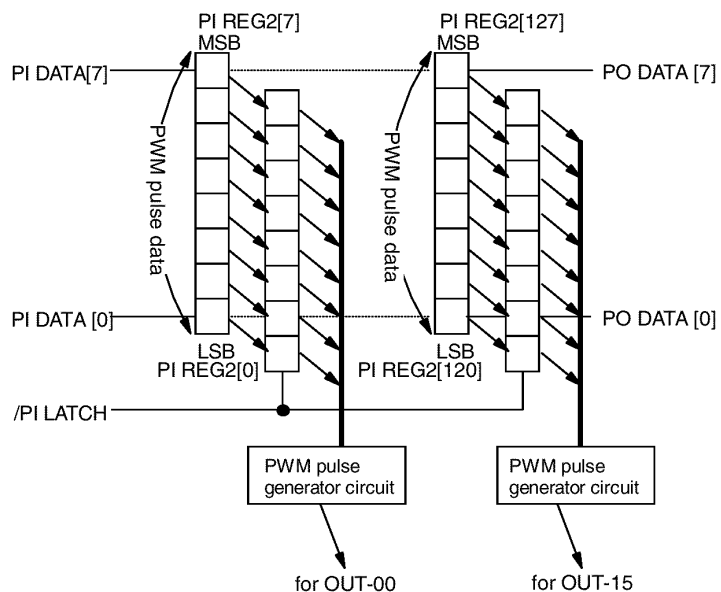 PI REG2[7]
MSB
PI REG2[127]
MSB
PI DATA[7]
PO DATA [7]
PWM pulse data
PWM pulse data
PI DATA [0]
PO DATA [0]
LSB
PI REG2[0]
LSB
PI REG2[120]
/PI LATCH
PWM pulse
generator circuit
PWM pulse
generator circuit
for OUT-00
for OUT-15